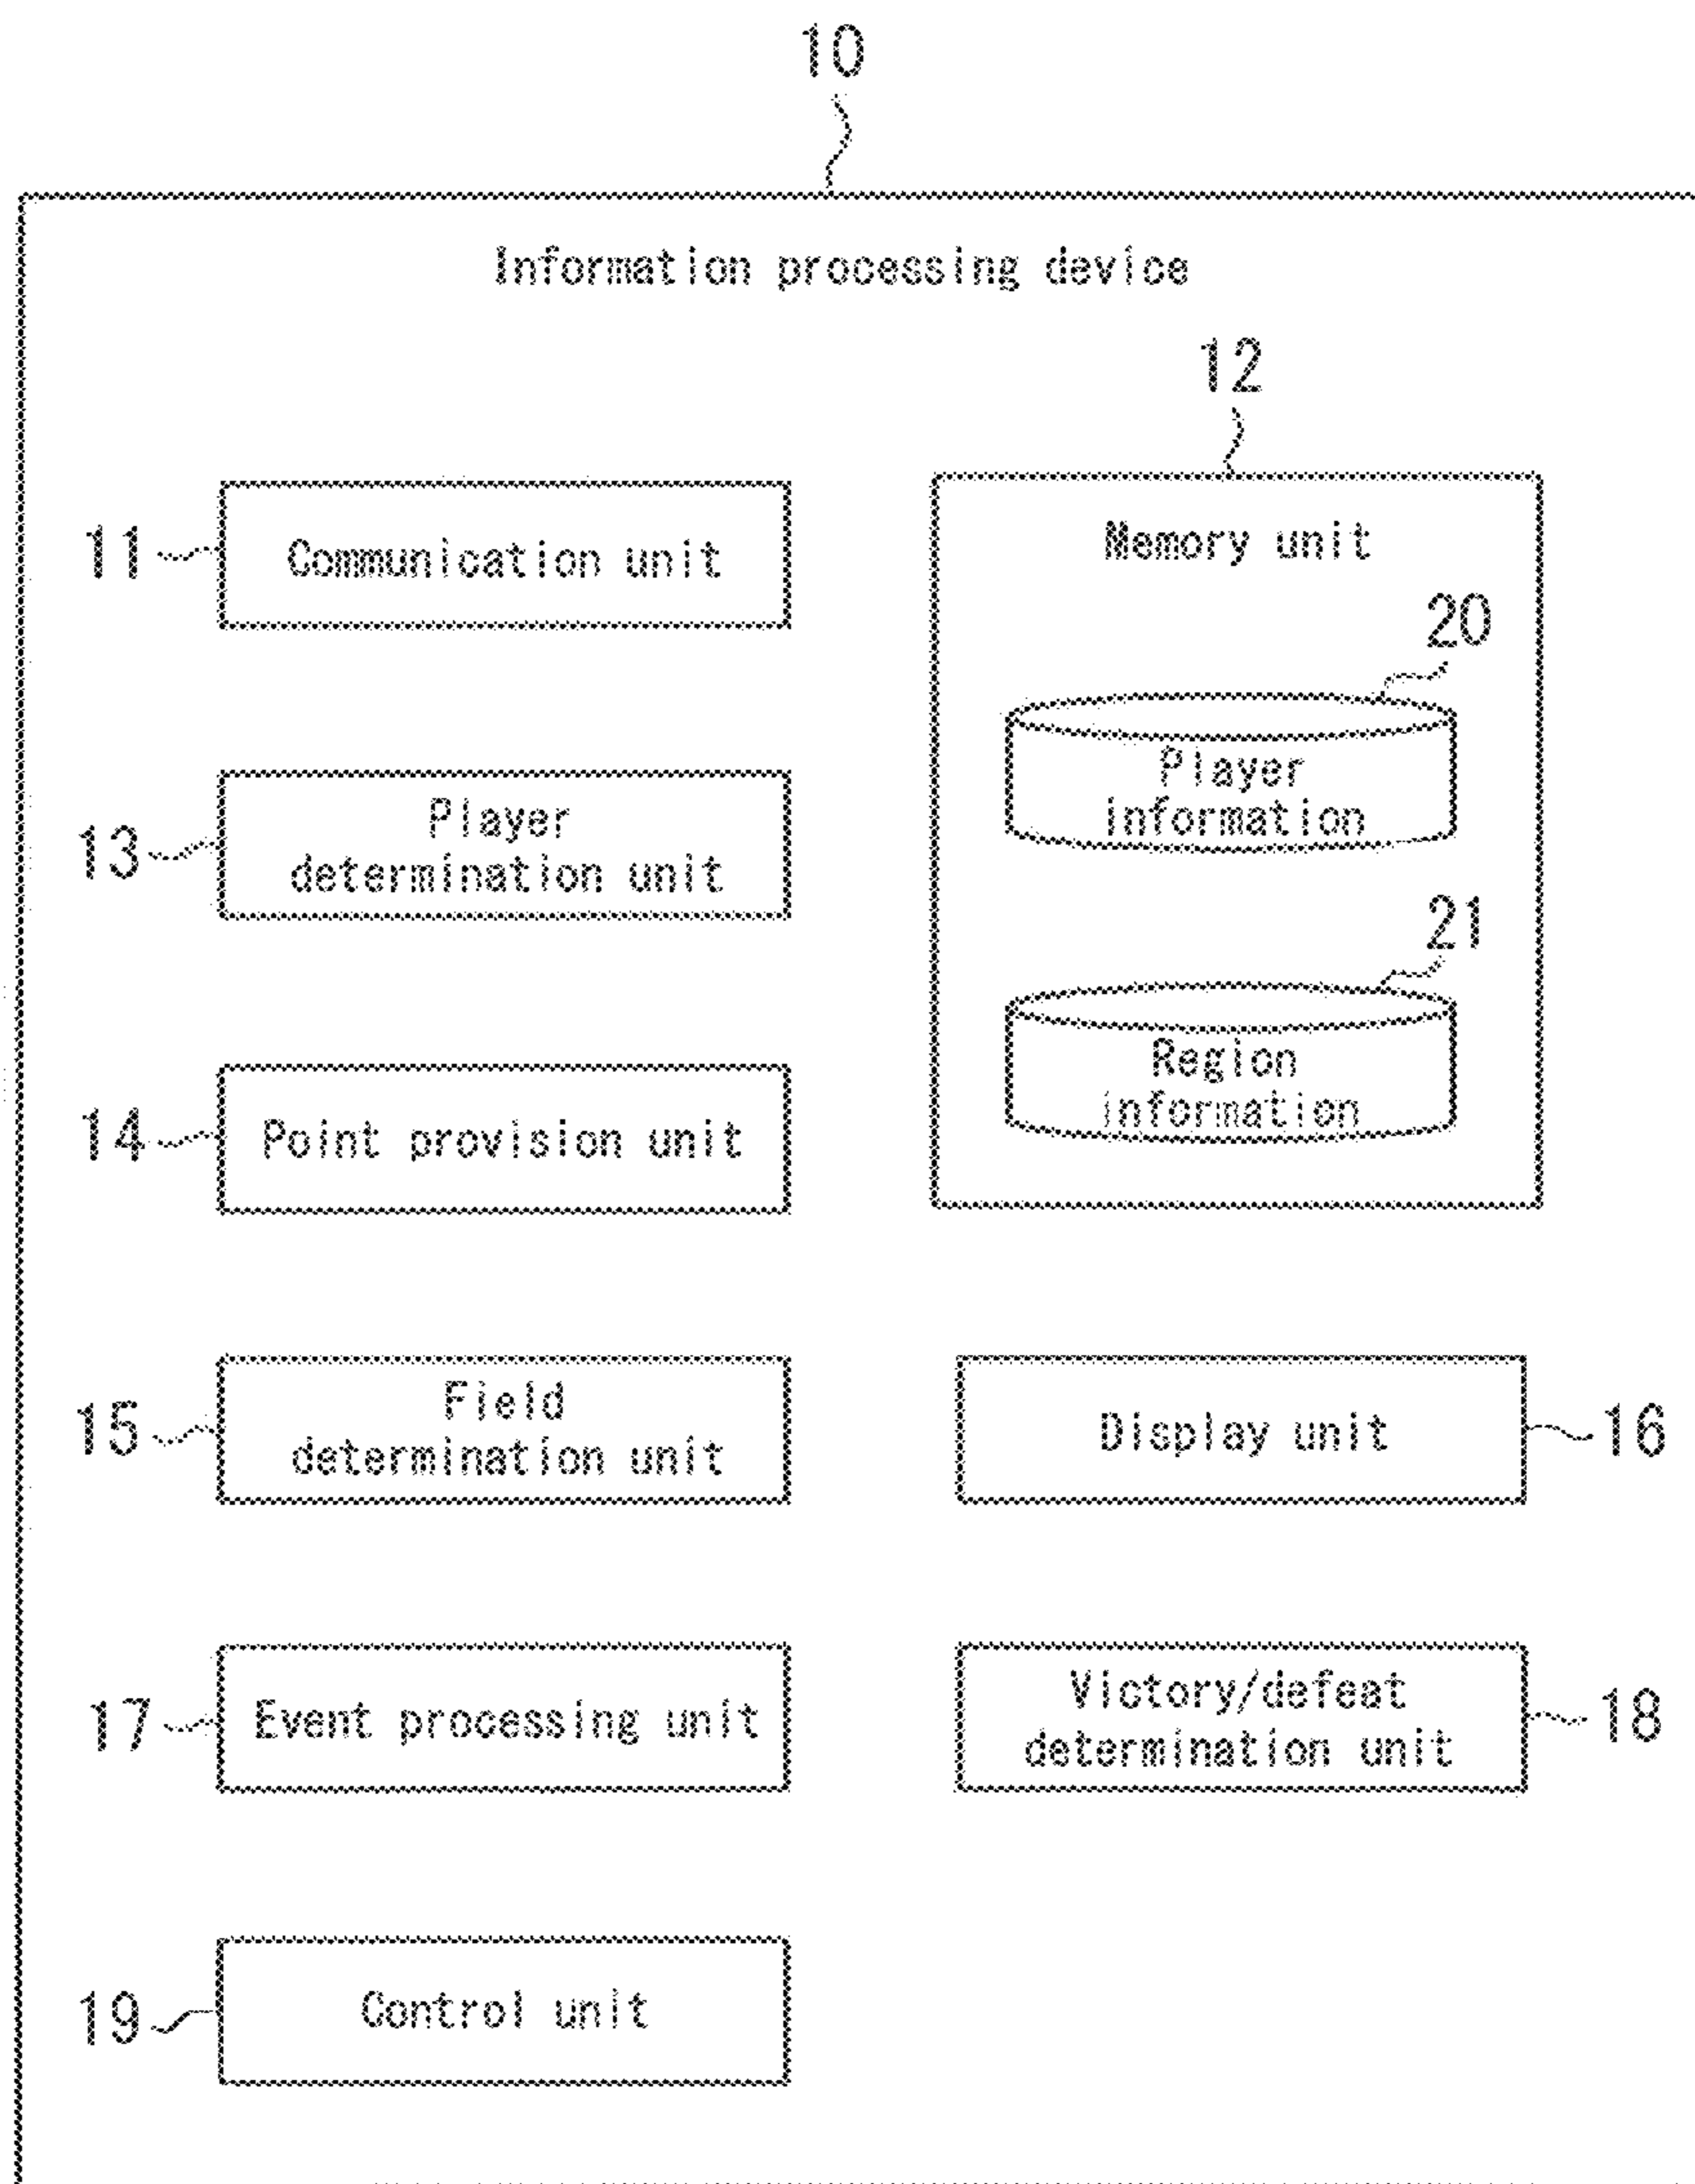 10
Information processing device
12
11
Communication unit
Memory unit
20
Player
information
13
Player
determination unit
21
Region
information
14
Point provision unit
15
Field
determination unit
Display unit
16
17
Event processing unit
Victory/defeat
determination unit
18
19
Control unit